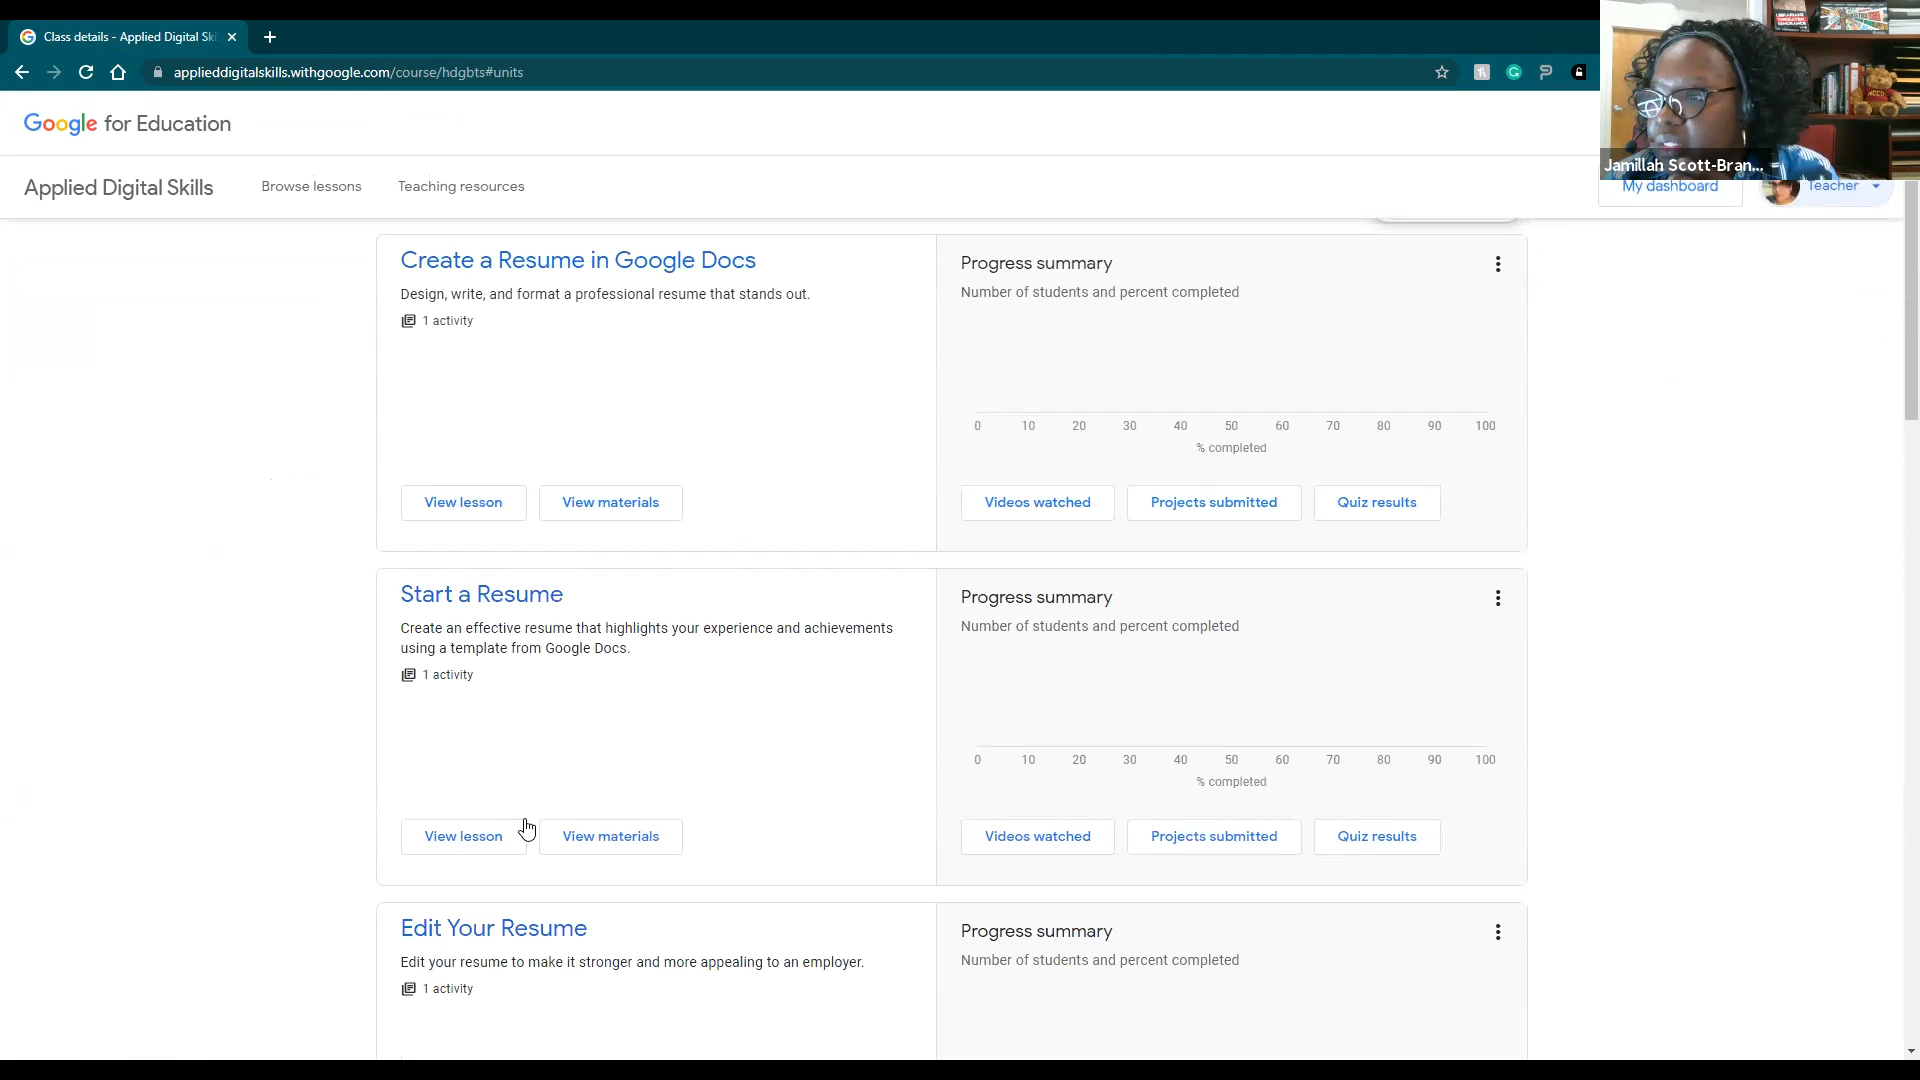 Class details - Applied Digital Ski
applieddigitalskills.withgoogle.com/course/hdgbts#units
Google for Education
Jamillah Scott-Bran...
Applied Digital Skills
Browse lessons
Teaching resources
My dashboard
Teacher
Create a Resume in Google Docs
Design, write, and format a professional resume that stands out.
1 activity
View lesson
View materials
Progress summary
Number of students and percent completed
0 10 20 30 40 50 60 70 80 90 100
% completed
Videos watched
Projects submitted
Quiz results
Start a Resume
Create an effective resume that highlights your experience and achievements
using a template from Google Docs.
1 activity
View lesson
View materials
Progress summary
Number of students and percent completed
0 10 20 30 40 50 60 70 80 90 100
% completed
Videos watched
Projects submitted
Quiz results
Edit Your Resume
Edit your resume to make it stronger and more appealing to an employer.
1 activity
Progress summary
Number of students and percent completed